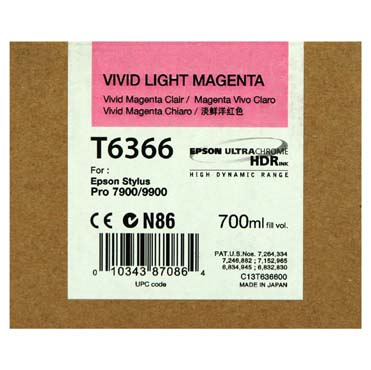 VIVID LIGHT MAGENTA
Vivid Magenta Clair / Magenta Vivo Claro
Vivid Magenta Chiaro / 淡鲜洋红色
T6366
EPSON ULTRACHROME
HDR INK
HIGH DYNAMIC RANGE
For :
Epson Stylus
Pro 7900/9900
CE N86
700ml fill vol.
PAT.U.S.Nos. 7,264,334
7,246,882 ; 7,152,965
6,834,945 ; 6,832,830
C13T636600
MADE IN JAPAN
0 10343 87086 4
UPC code